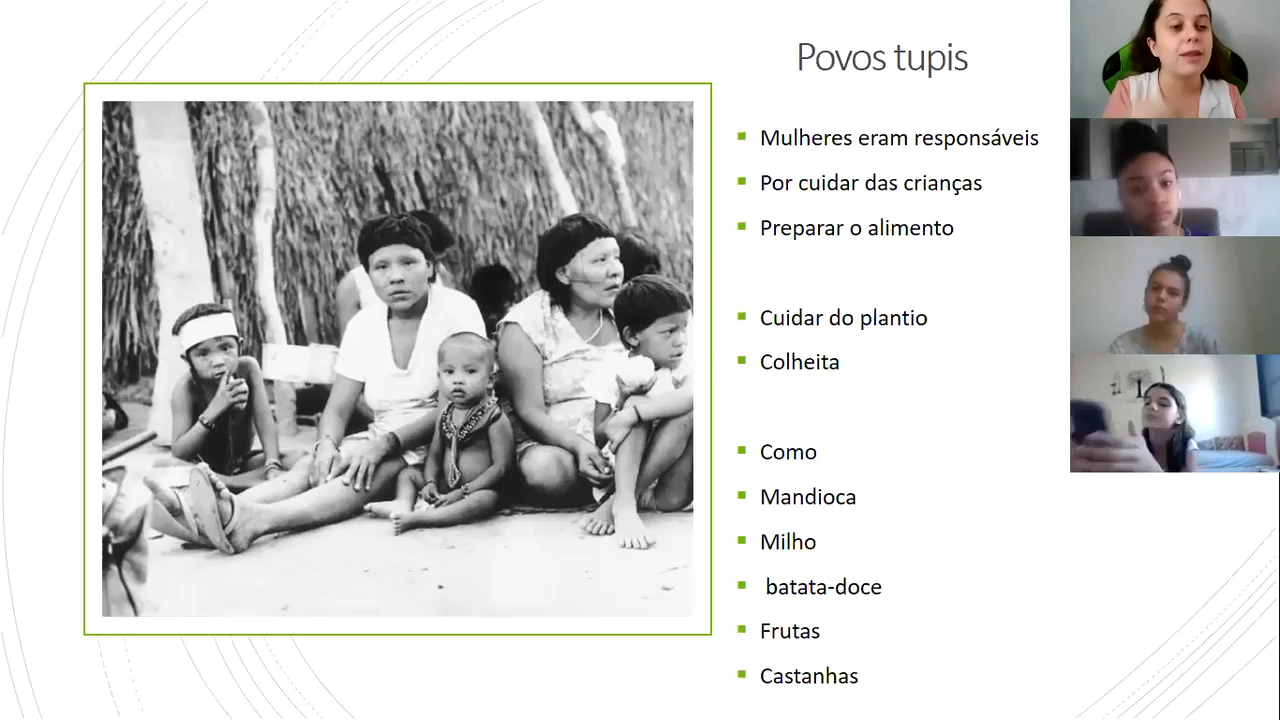 Povos tupis
Mulheres eram responsáveis
Por cuidar das crianças
Preparar o alimento
Cuidar do plantio
Colheita
Como
Mandioca
Milho
batata-doce
Frutas
Castanhas